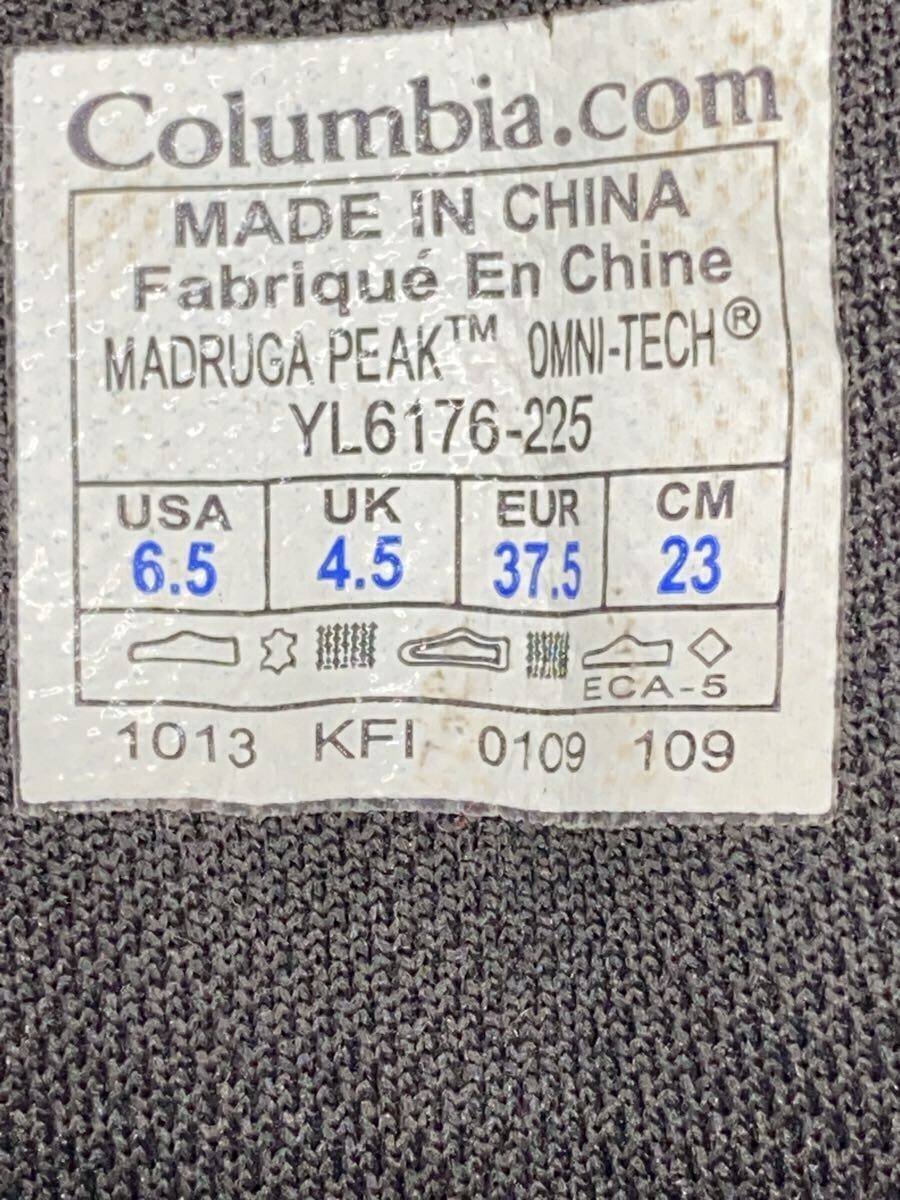 Columbia.com
MADE IN CHINA
Fabriqué En Chine
MADRUGA PEAK™ OMNI-TECH®
YL6176-225
USA UK EUR CM
6.5 4.5 37.5 23
ECA-5
1013 KFI 0109 109